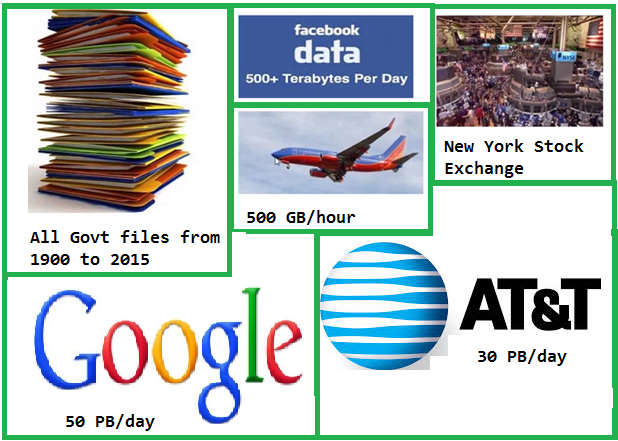 facebook
data
500+ Terabytes Per Day
NYSE
New York Stock
Exchange
500 GB/hour
All Govt files from
1900 to 2015
Google
50 PB/day
AT&T
30 PB/day